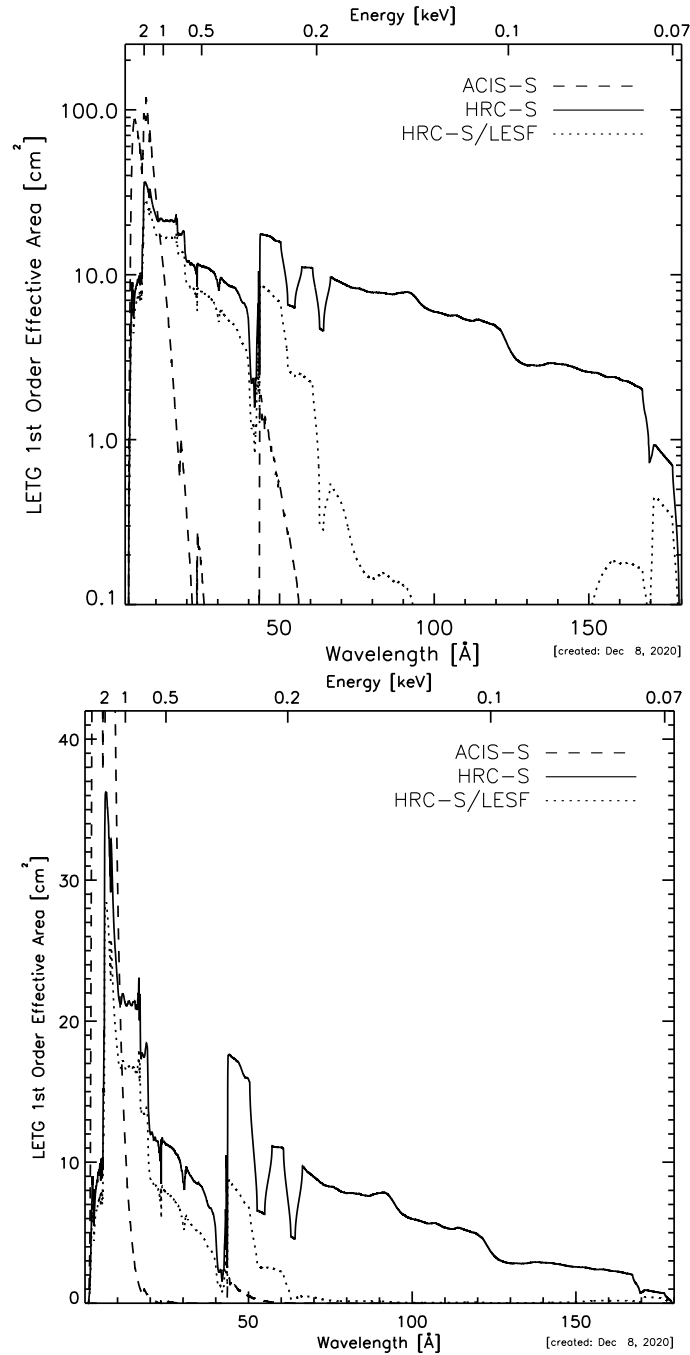 Energy [keV]
2 1 0.5 0.2 0.1 0.07
ACIS-S
HRC-S
HRC-S/LESF
LETG 1st Order Effective Area [cm²]
100.0
10.0
1.0
0.1
50 100 150
Wavelength [Å]
[created: Dec 8, 2020]
Energy [keV]
2 1 0.5 0.2 0.1 0.07
ACIS-S
HRC-S
HRC-S/LESF
LETG 1st Order Effective Area [cm²]
40
30
20
10
0
50 100 150
Wavelength [Å]
[created: Dec 8, 2020]